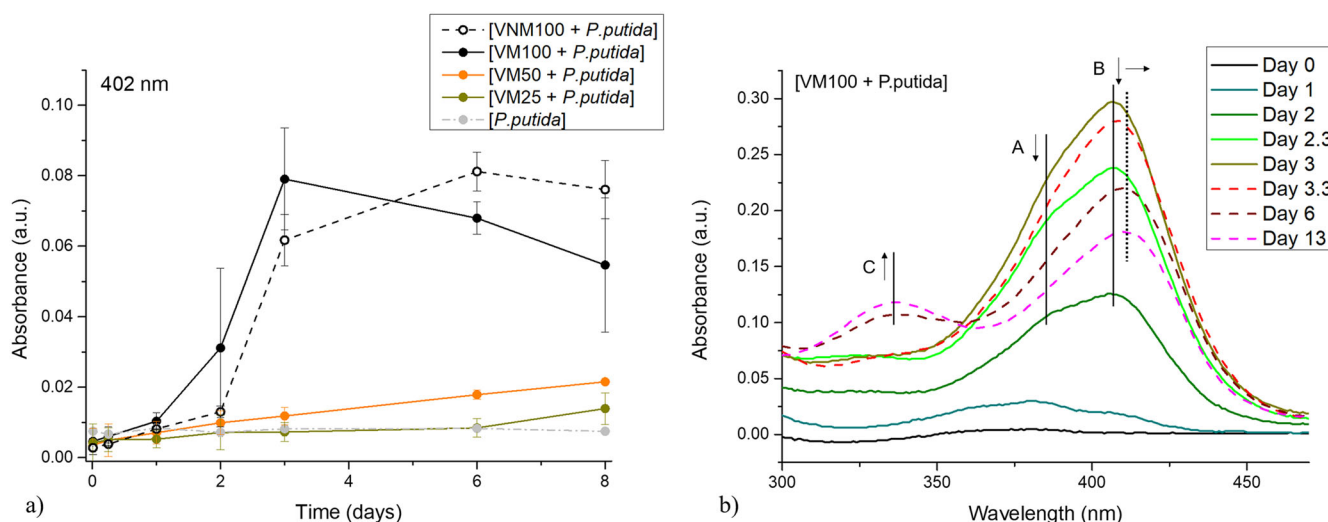 [VNM100 + P.putida]
[VM100 + P.putida]
[VM50 + P.putida]
[VM25 + P.putida]
[P.putida]
402 nm
0.10
0.08
0.06
0.04
0.02
0.00
Absorbance (a.u.)
0 2 4 6 8
Time (days)
a)
[VM100 + P.putida]
A
B
C
Day 0
Day 1
Day 2
Day 2.3
Day 3
Day 3.3
Day 6
Day 13
0.30
0.25
0.20
0.15
0.10
0.05
0.00
Absorbance (a.u.)
300 350 400 450
Wavelength (nm)
b)